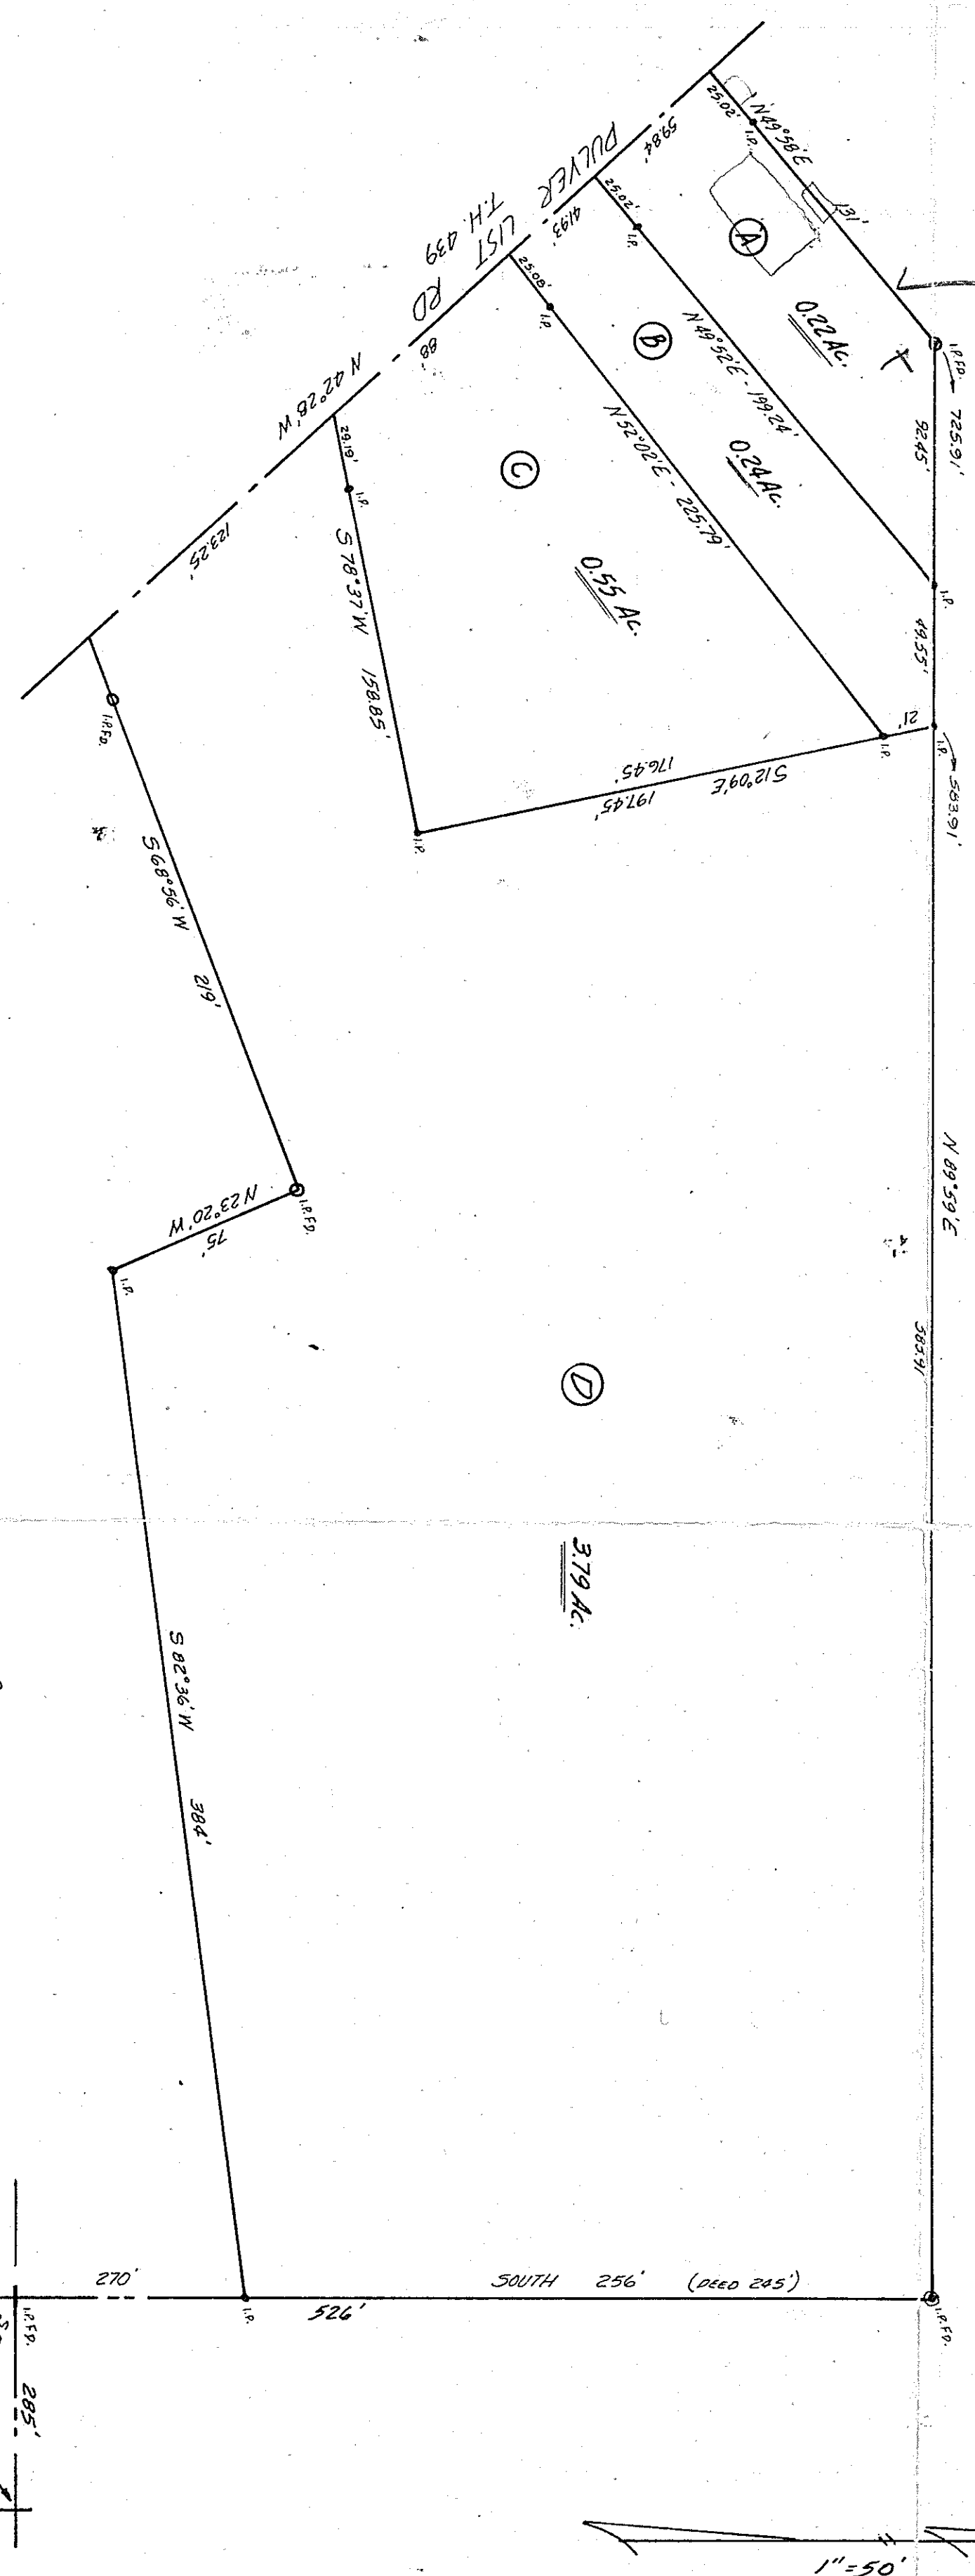 N 49°58'E
131'
25.02'
I.P.
I.P.FD.
725.91'
92.45'
A
0.22 Ac.
X
59.84'
25.02'
I.P.
N 49°52'E - 199.24'
I.P.
B
0.24 Ac.
49.55'
PULVER
LIST RD
T.H. 439
41.93'
25.08'
I.P.
N 52°02'E - 225.79'
I.P.
21'
I.P.
583.91'
C
0.55 Ac.
88'
N 42°28'W
29.19'
I.P.
S 78°37'W 158.85'
I.P.
S 12°09'E
176.45'
197.45'
123.25'
I.P.FD.
S 68°56'W 219'
I.P.FD.
N 23°20'W
75'
I.P.
N 89°59'E
583.91'
D
3.79 Ac.
S 82°36'W 384'
I.P.
270'
526'
SOUTH 256' (DEED 245')
I.P.FD.
I.P.FD.
285'
1"=50'